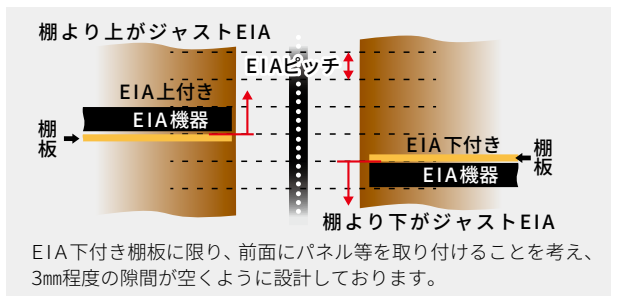 棚より上がジャストEIA
EIAピッチ
EIA上付き
EIA機器
棚板
EIA下付き
棚板
EIA機器
棚より下がジャストEIA
EIA下付き棚板に限り、前面にパネル等を取り付けることを考え、
3㎜程度の隙間が空くように設計しております。